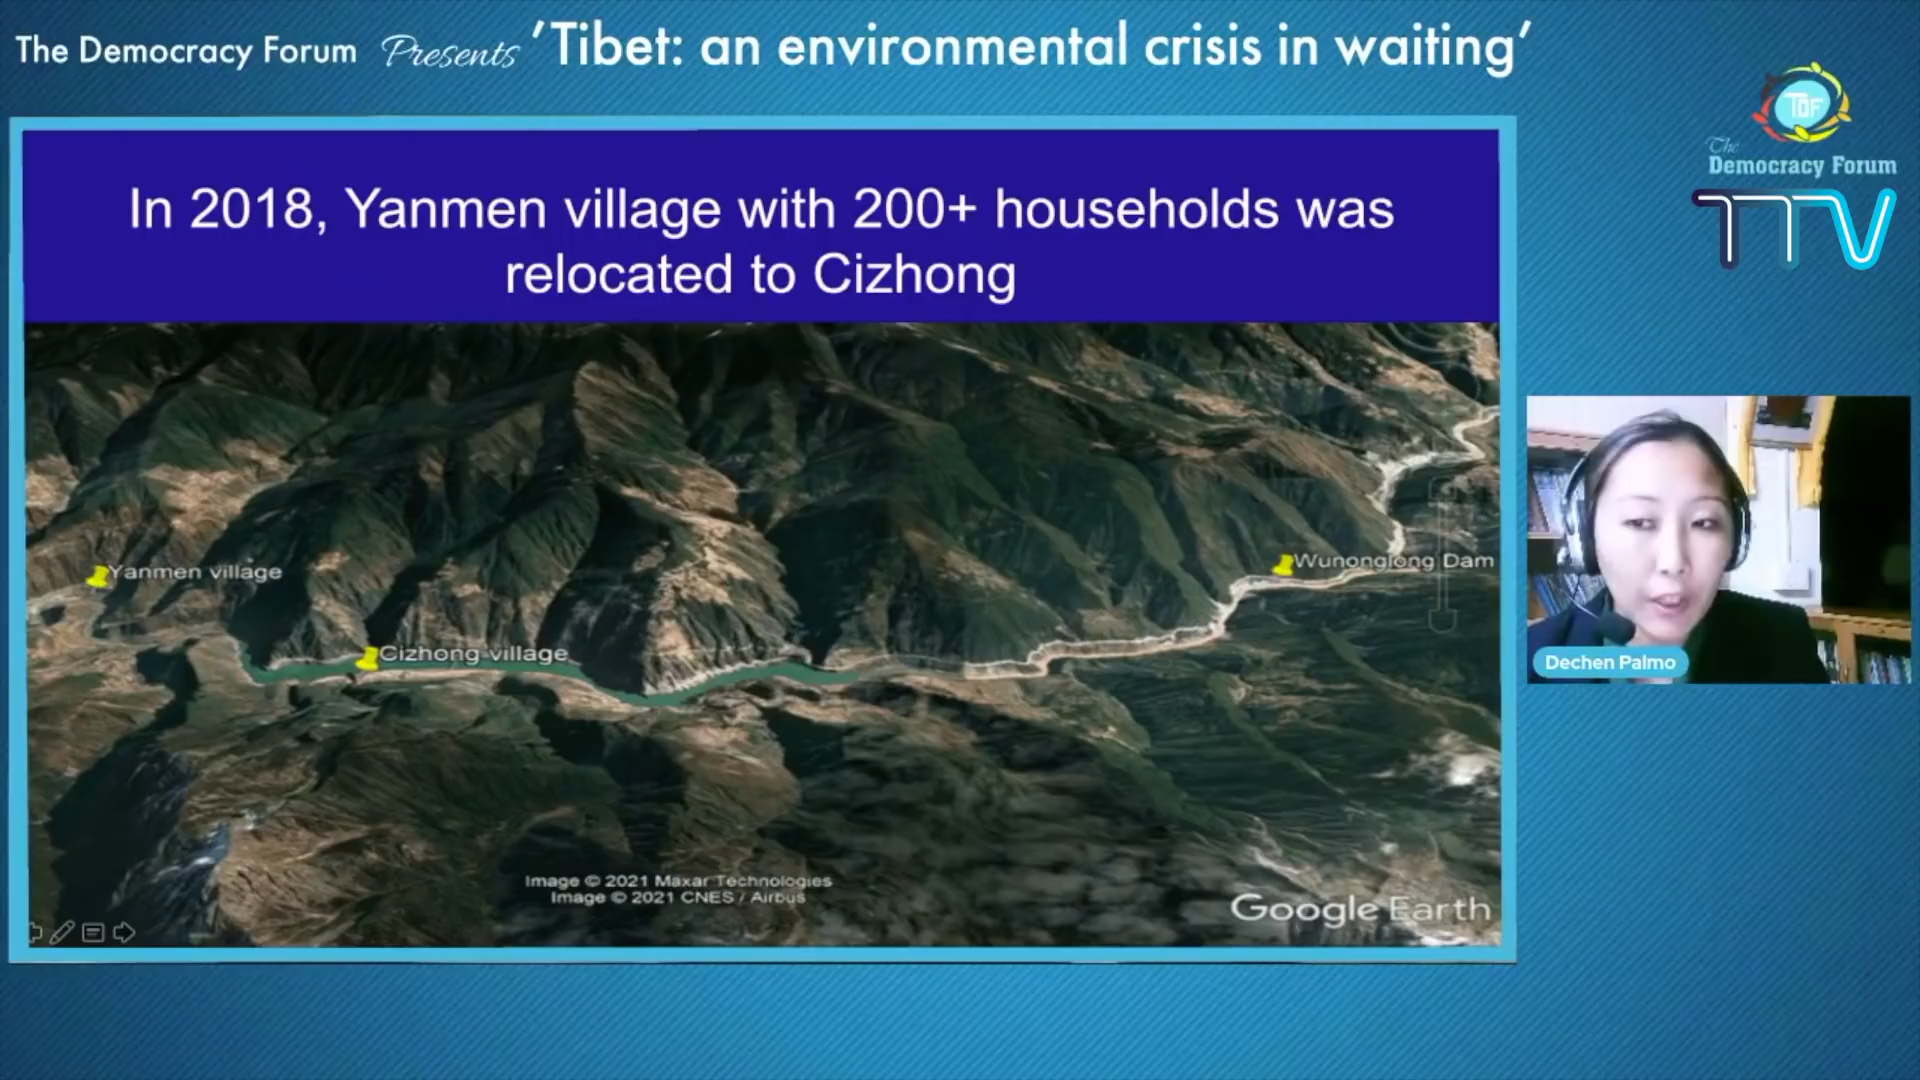 The Democracy Forum Presents 'Tibet: an environmental crisis in waiting'
TDF
The
Democracy Forum
TTV
In 2018, Yanmen village with 200+ households was
relocated to Cizhong
Yanmen village
Cizhong village
Wunonglong Dam
Image © 2021 Maxar Technologies
Image © 2021 CNES / Airbus
Google Earth
Dechen Palmo